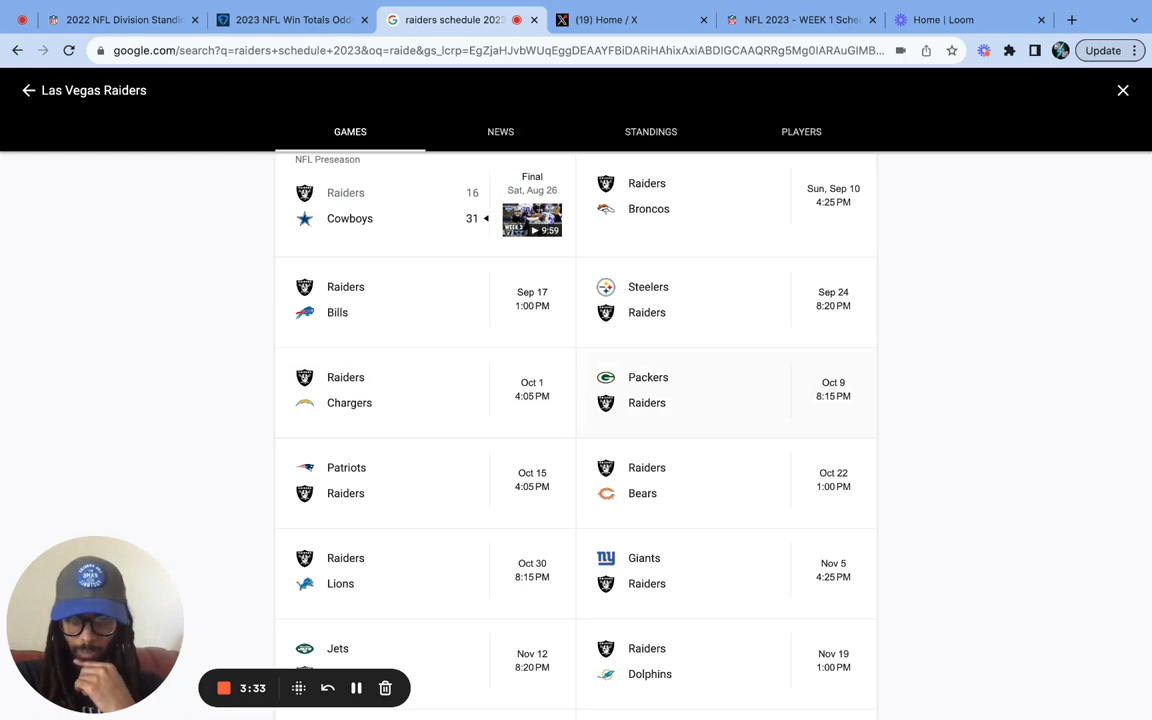 2022 NFL Division Standi
2023 NFL Win Totals Odd
raiders schedule 2023
(19) Home / X
NFL 2023 - WEEK 1 Sche
Home | Loom
google.com/search?q=raiders+schedule+2023&oq=raide&gs_lcrp=EgZjaHJvbWUqEggDEAAYFBiDARiHAhixAxiABDIGCAAQRRg5Mg0IARAuGIMB...
Update
Las Vegas Raiders
GAMES
NEWS
STANDINGS
PLAYERS
NFL Preseason
Raiders 16
Cowboys 31
Final
Sat, Aug 26
9:59
Raiders
Broncos
Sun, Sep 10
4:25 PM
Raiders
Bills
Sep 17
1:00 PM
Steelers
Raiders
Sep 24
8:20 PM
Raiders
Chargers
Oct 1
4:05 PM
Packers
Raiders
Oct 9
8:15 PM
Patriots
Raiders
Oct 15
4:05 PM
Raiders
Bears
Oct 22
1:00 PM
Raiders
Lions
Oct 30
8:15 PM
Giants
Raiders
Nov 5
4:25 PM
Jets
Nov 12
8:20 PM
Raiders
Dolphins
Nov 19
1:00 PM
3:33